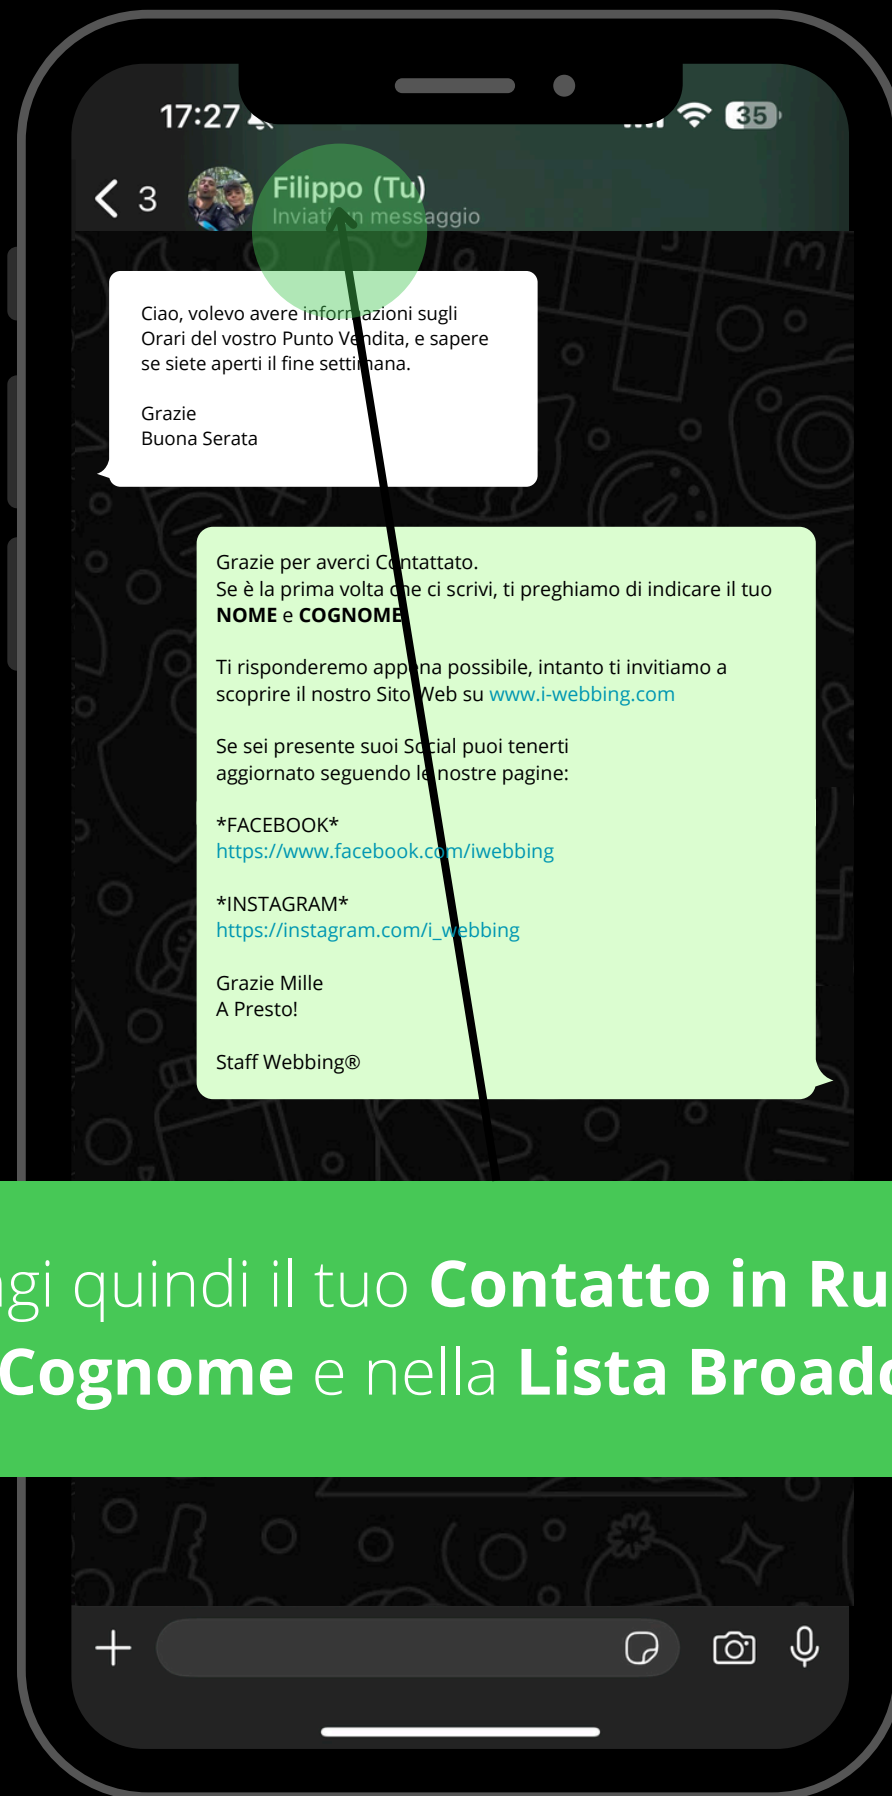 17:27
35
3
Filippo (Tu)
Inviati un messaggio
Ciao, volevo avere informazioni sugli
Orari del vostro Punto Vendita, e sapere
se siete aperti il fine settimana.
Grazie
Buona Serata
Grazie per averci Contattato.
Se è la prima volta che ci scrivi, ti preghiamo di indicare il tuo
NOME e COGNOME
Ti risponderemo appena possibile, intanto ti invitiamo a
scoprire il nostro Sito Web su www.i-webbing.com
Se sei presente suoi Social puoi tenerti
aggiornato seguendo le nostre pagine:
*FACEBOOK*
https://www.facebook.com/iwebbing
*INSTAGRAM*
https://instagram.com/i_webbing
Grazie Mille
A Presto!
Staff Webbing®
gi quindi il tuo Contatto in Ru
Cognome e nella Lista Broad